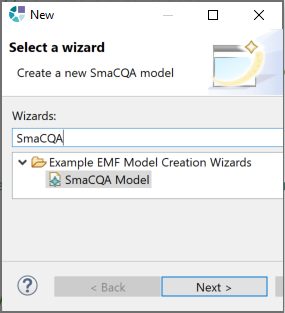 New
Select a wizard
Create a new SmaCQA model
Wizards:
SmaCQA
Example EMF Model Creation Wizards
SmaCQA Model
? < Back Next >